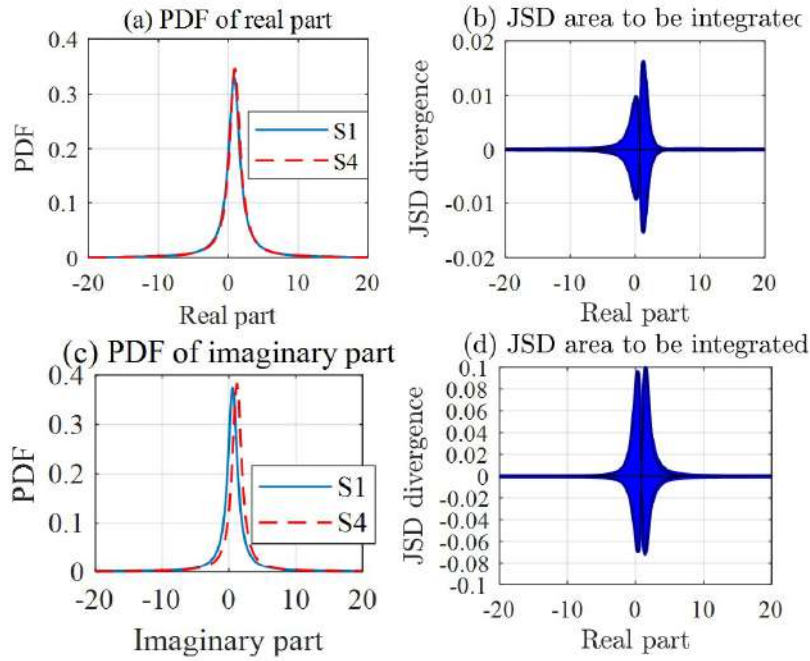 (a) PDF of real part
0.4
0.3
0.2
0.1
0
PDF
S1
S4
-20
-10
0
10
20
Real part
(b) JSD area to be integrated
0.02
0.01
0
-0.01
-0.02
JSD divergence
-20
-10
0
10
20
Real part
(c) PDF of imaginary part
0.4
0.3
0.2
0.1
0
PDF
S1
S4
-20
-10
0
10
20
Imaginary part
(d) JSD area to be integrated
0.1
0.08
0.06
0.04
0.02
0
-0.02
-0.04
-0.06
-0.08
-0.1
JSD divergence
-20
-10
0
10
20
Real part